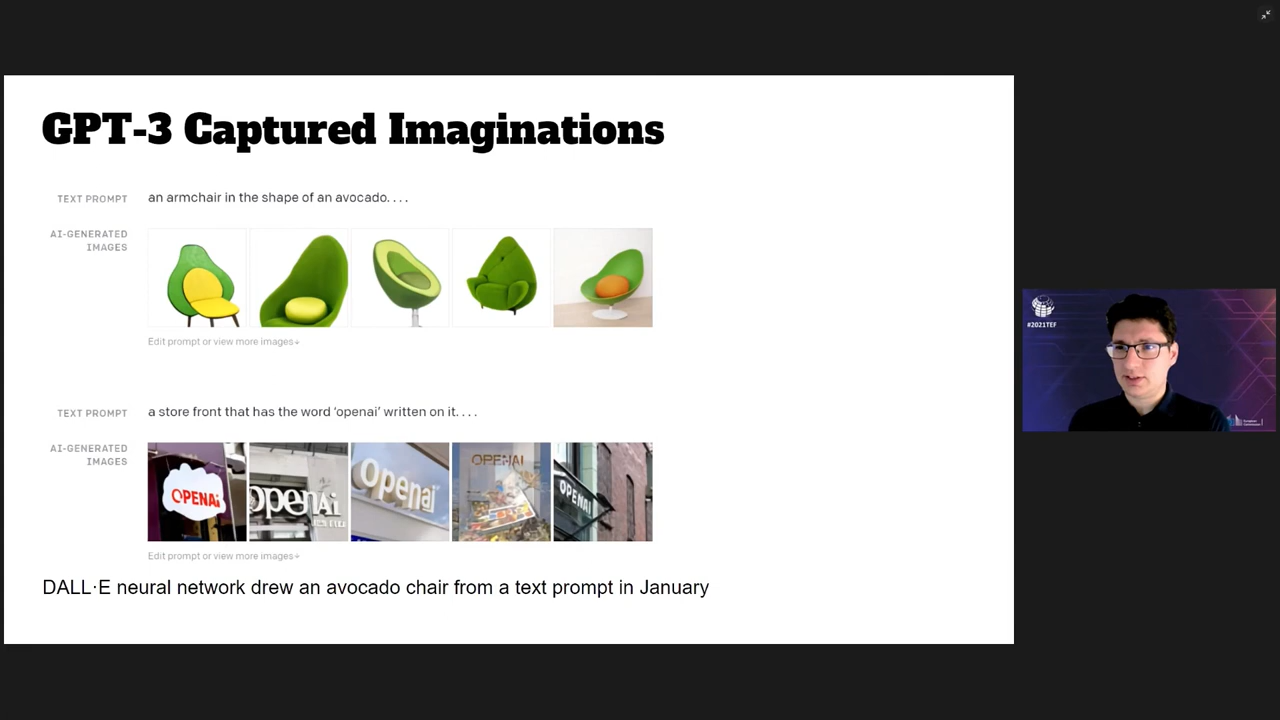 GPT-3 Captured Imaginations
TEXT PROMPT
an armchair in the shape of an avocado. . . .
AI-GENERATED
IMAGES
Edit prompt or view more images↓
TEXT PROMPT
a store front that has the word ‘openai’ written on it. . . .
AI-GENERATED
IMAGES
OPENAi
openAi
Openai
OPENAI
OPENAI
Edit prompt or view more images↓
DALL·E neural network drew an avocado chair from a text prompt in January
#2021TEF
European
Commission